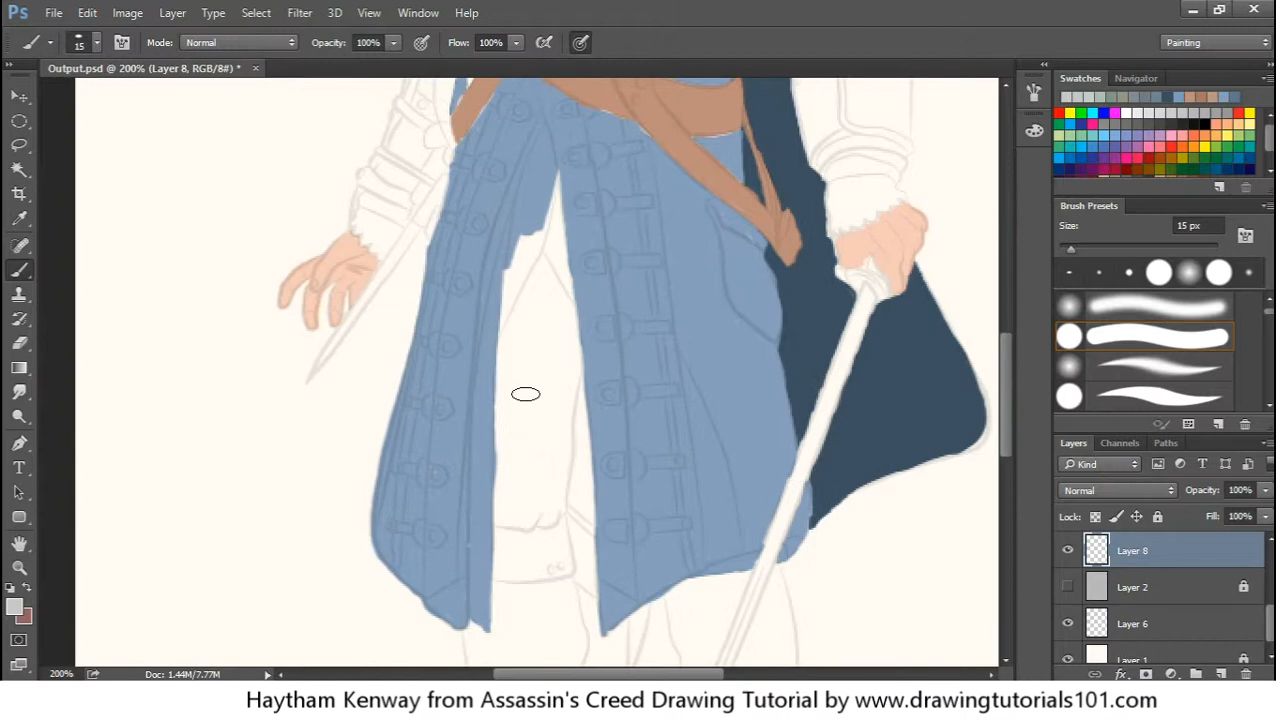 Ps File Edit Image Layer Type Select Filter 3D View Window Help
15 Mode: Normal Opacity: 100% Flow: 100% Painting
Output.psd @ 200% (Layer 8, RGB/8#) *
Swatches Navigator
Brush Presets
Size: 15 px
Layers Channels Paths
Kind
Normal Opacity: 100%
Lock: Fill: 100%
Layer 8
Layer 2
Layer 6
Layer 1
200% Doc: 1.44M/7.77M
Haytham Kenway from Assassin's Creed Drawing Tutorial by www.drawingtutorials101.com